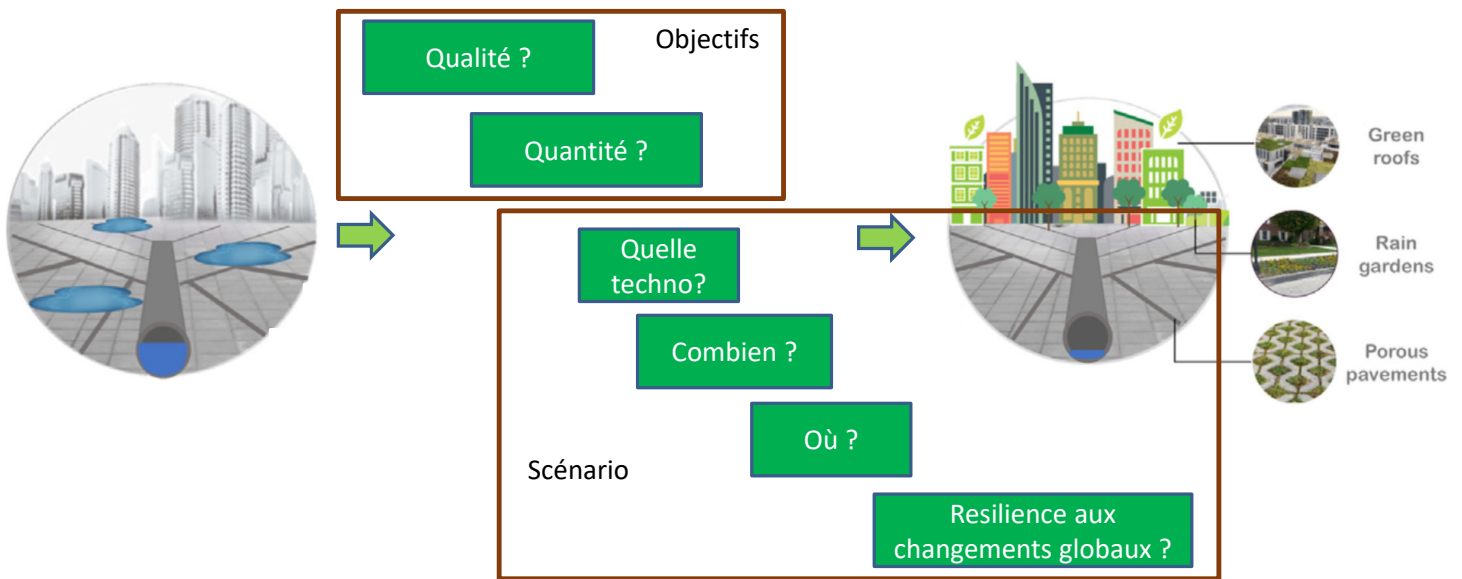 Objectifs
Qualité ?
Quantité ?
Quelle
techno?
Combien ?
Où ?
Scénario
Resilience aux
changements globaux ?
Green
roofs
Rain
gardens
Porous
pavements